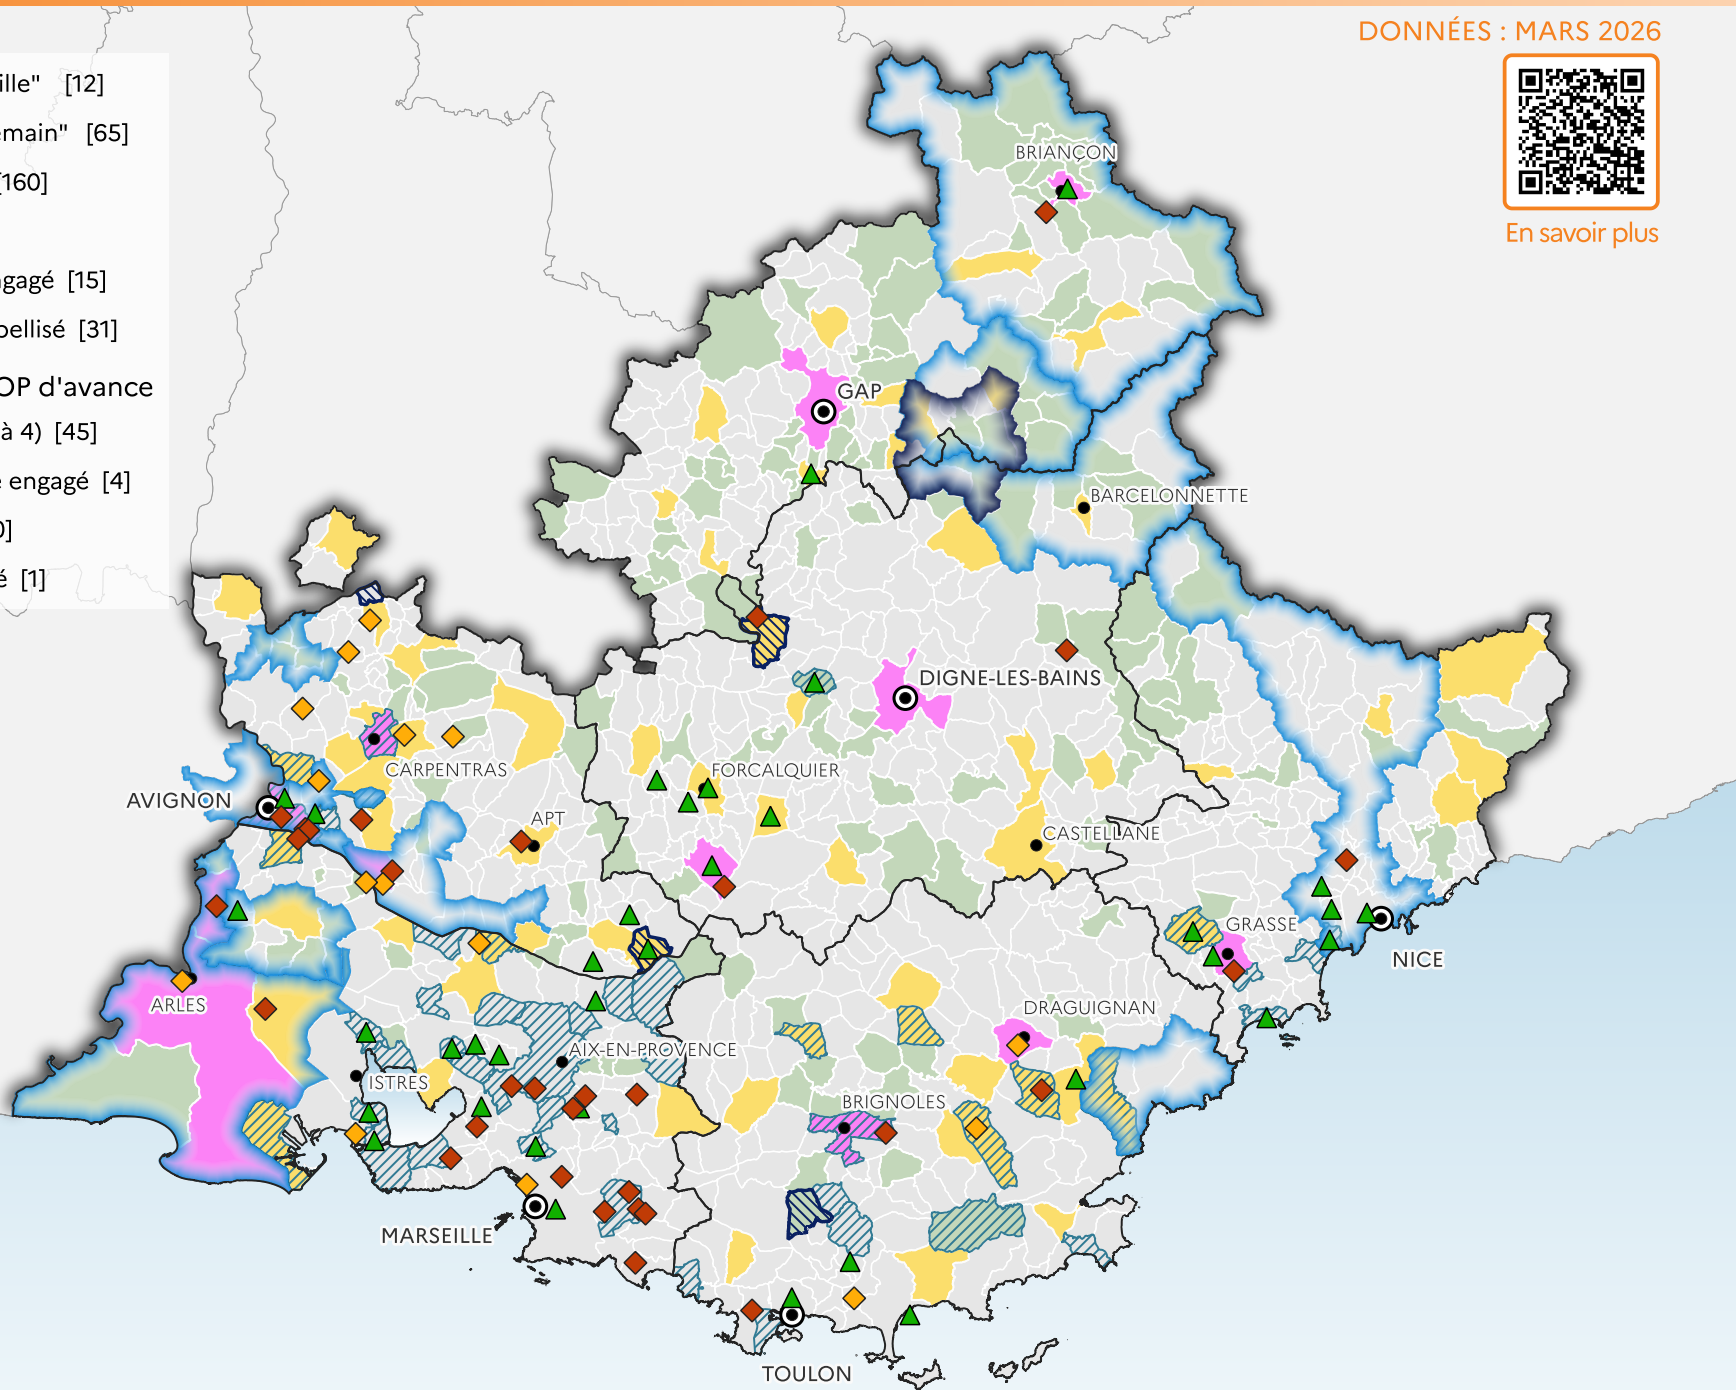 DONNÉES : MARS 2026
ille" [12]
emain" [65]
[160]
gagé [15]
bellisé [31]
OP d'avance
à 4) [45]
e engagé [4]
0]
é [1]
En savoir plus
BRIANÇON
GAP
BARCELONNETTE
DIGNE-LES-BAINS
CARPENTRAS
FORCALQUIER
AVIGNON
APT
CASTELLANE
GRASSE
NICE
ARLES
DRAGUIGNAN
AIX-EN-PROVENCE
ISTRES
BRIGNOLES
MARSEILLE
TOULON